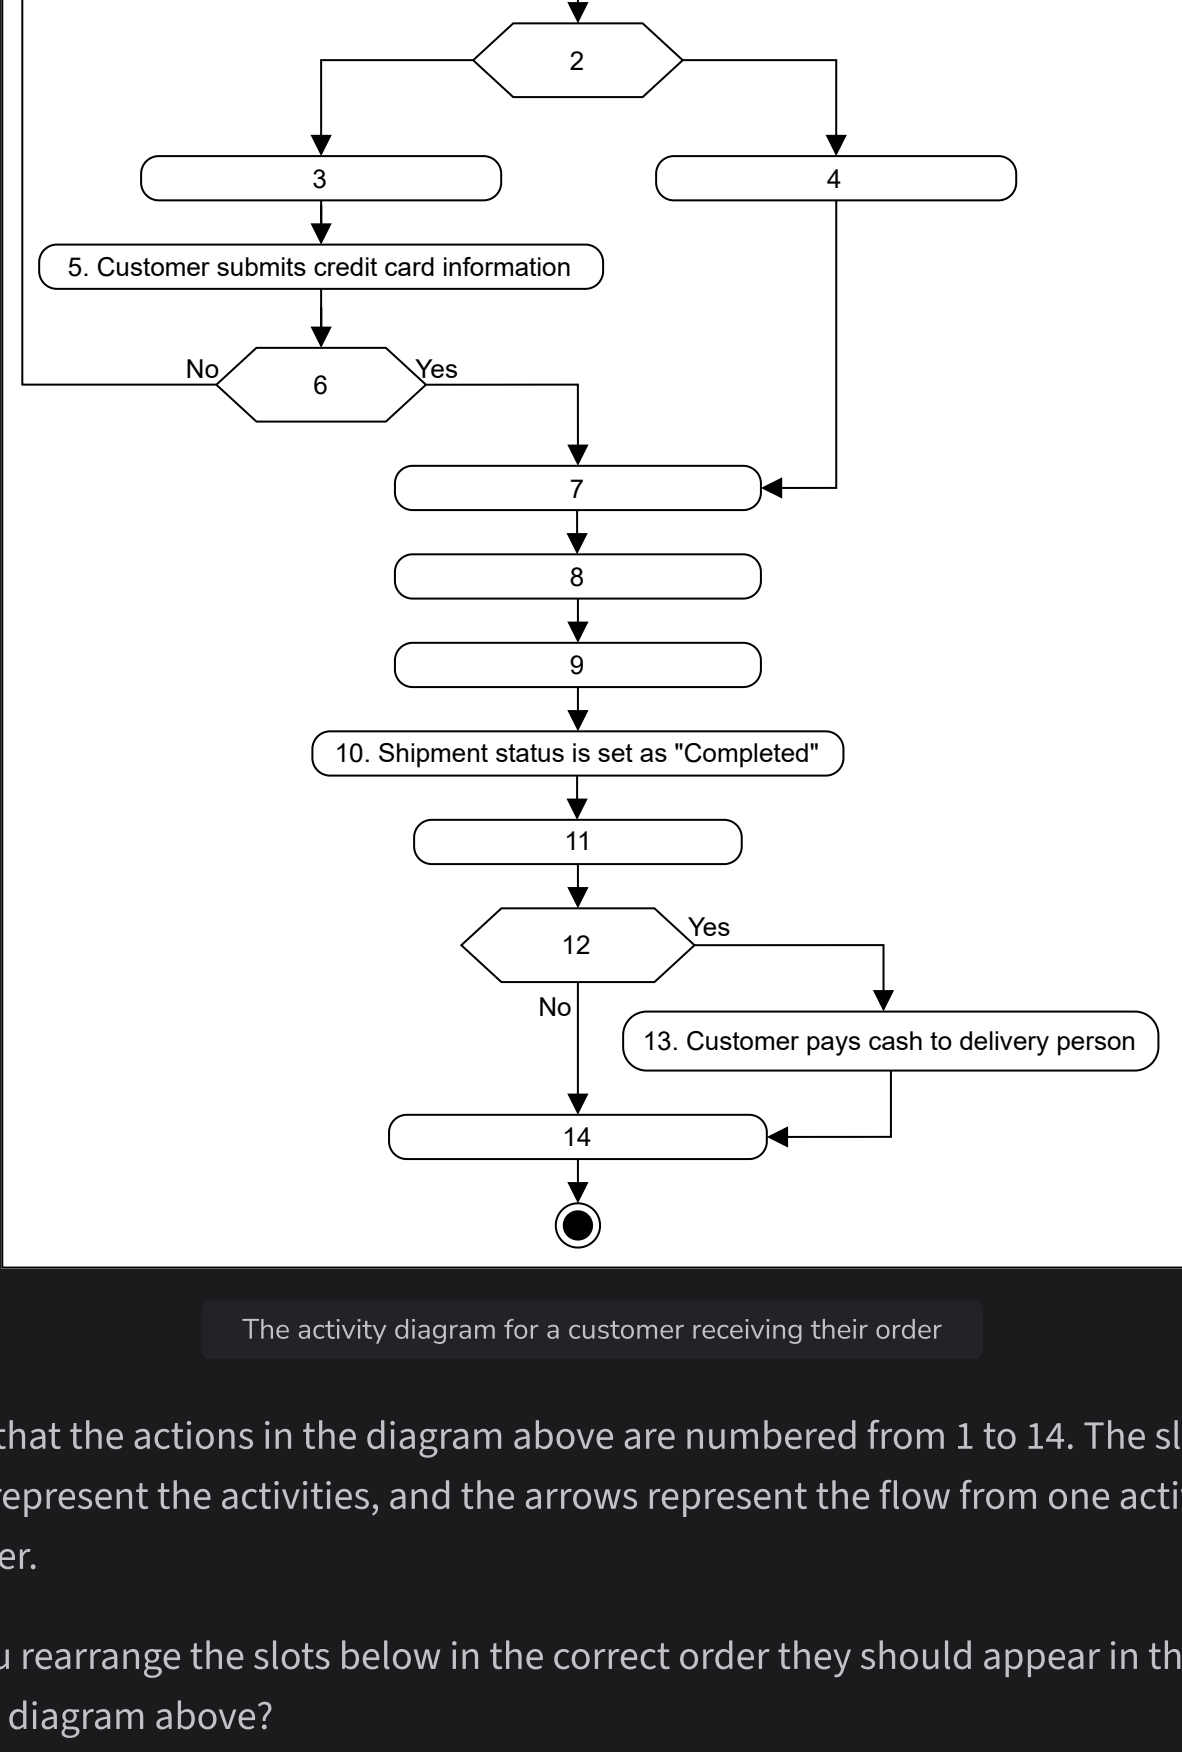 2
3
4
5. Customer submits credit card information
No
6
Yes
7
8
9
10. Shipment status is set as "Completed"
11
12
Yes
No
13. Customer pays cash to delivery person
14
The activity diagram for a customer receiving their order
that the actions in the diagram above are numbered from 1 to 14. The sl
represent the activities, and the arrows represent the flow from one acti
er.
u rearrange the slots below in the correct order they should appear in th
diagram above?